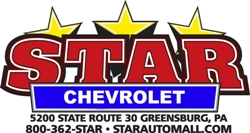 STAR
CHEVROLET
5200 STATE ROUTE 30 GREENSBURG, PA
800-362-STAR • STARAUTOMALL.COM